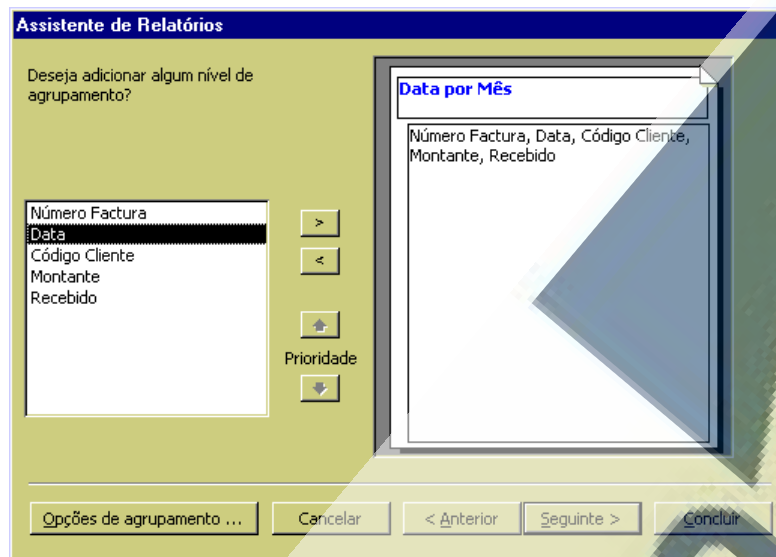 Assistente de Relatórios
Deseja adicionar algum nível de
agrupamento?
Data por Mês
Número Factura, Data, Código Cliente,
Montante, Recebido
Número Factura
Data
Código Cliente
Montante
Recebido
>
<
Prioridade
Opções de agrupamento ...
Cancelar
< Anterior
Seguinte >
Concluir